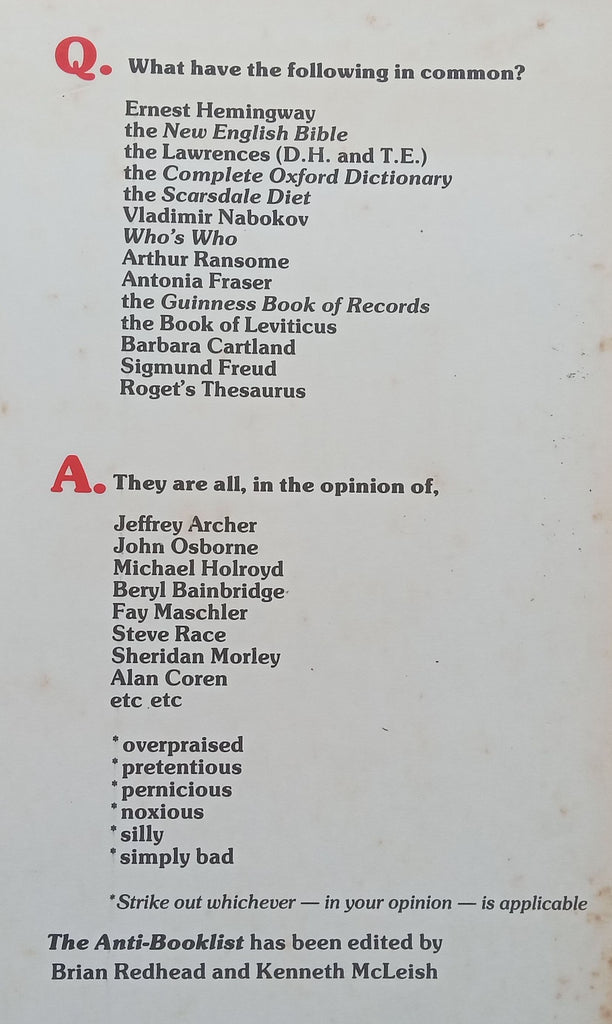 Q. What have the following in common?
Ernest Hemingway
the New English Bible
the Lawrences (D.H. and T.E.)
the Complete Oxford Dictionary
the Scarsdale Diet
Vladimir Nabokov
Who's Who
Arthur Ransome
Antonia Fraser
the Guinness Book of Records
the Book of Leviticus
Barbara Cartland
Sigmund Freud
Roget's Thesaurus
A. They are all, in the opinion of,
Jeffrey Archer
John Osborne
Michael Holroyd
Beryl Bainbridge
Fay Maschler
Steve Race
Sheridan Morley
Alan Coren
etc etc
*overpraised
*pretentious
*pernicious
*noxious
*silly
*simply bad
*Strike out whichever — in your opinion — is applicable
The Anti-Booklist has been edited by
Brian Redhead and Kenneth McLeish